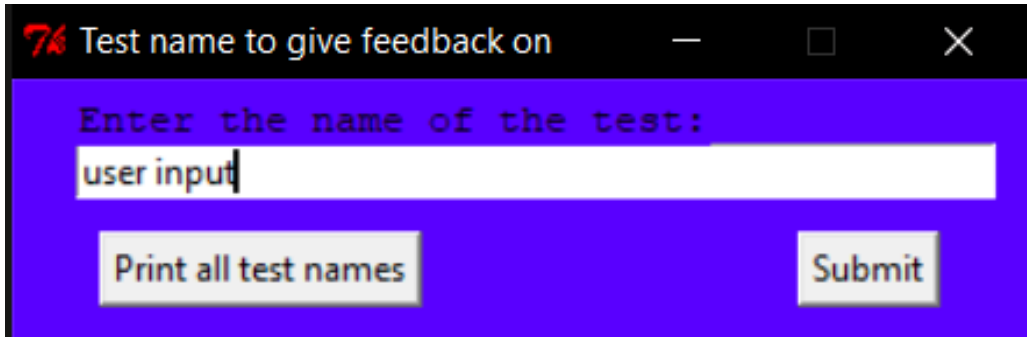 Test name to give feedback on
Enter the name of the test:
user input
Print all test names
Submit